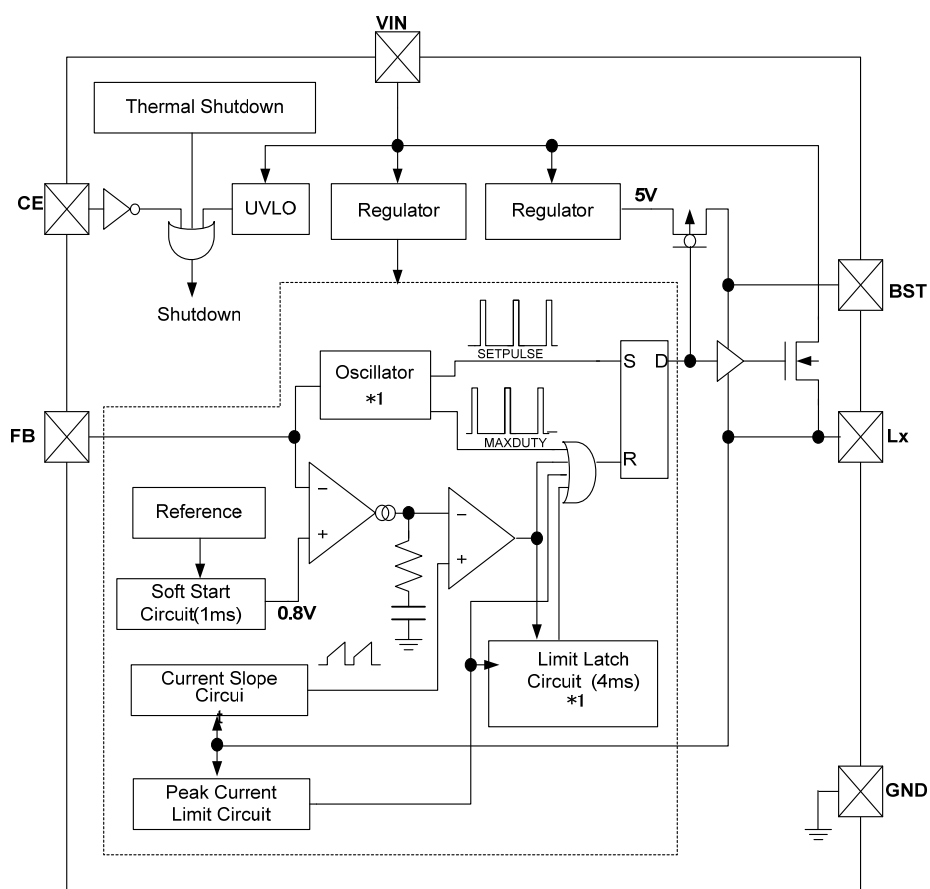 VIN
Thermal Shutdown
CE
UVLO
Regulator
Regulator
5V
BST
Shutdown
SETPULSE
Oscillator
*1
S
D
MAXDUTY
FB
Lx
R
−
+
−
+
Reference
Soft Start
Circuit(1ms)
0.8V
Limit Latch
Circuit (4ms)
*1
Current Slope
Circui
t
Peak Current
Limit Circuit
GND